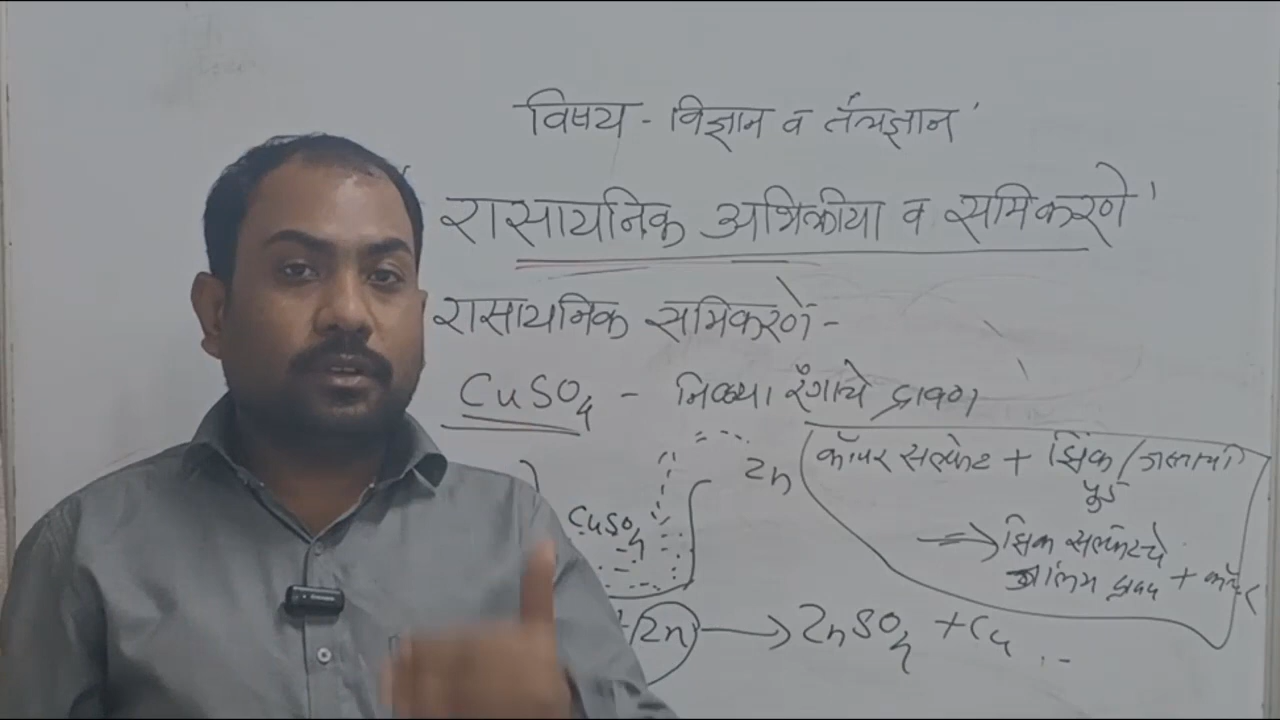 विषय - विज्ञान व तंत्रज्ञान
रासायनिक अभिक्रीया व समिकरणे
रासायनिक समिकरणें -
CuSO4 - निळ्या रंगाचे द्रावण
Zn
CuSO4
कॉपर सल्फेट + झिंक / जस्ताची
पूड
→ झिंक सल्फेटचे
द्रावण + कॉपर
+ Zn → ZnSO4 + Cu